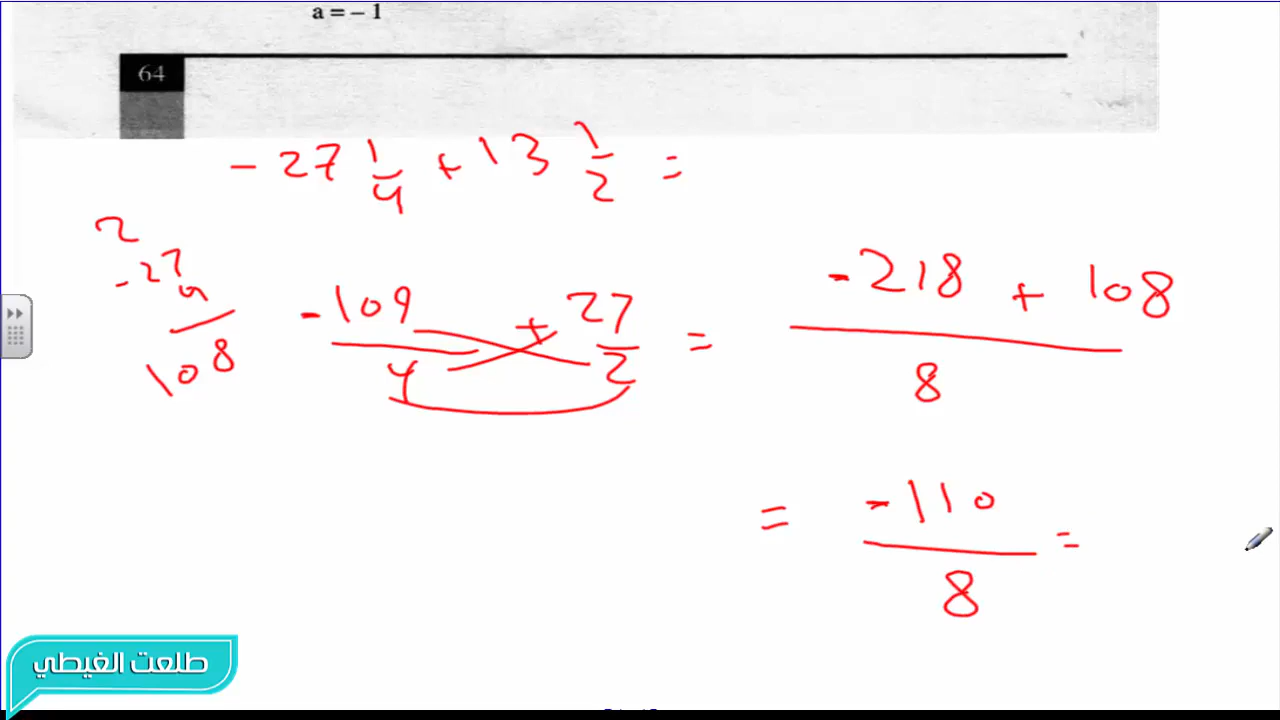 a = – 1
64
- 27 1/4 + 13 1/2 =
2
- 27
108
-109/4 + 27/2 = (-218 + 108)/8
= -110/8 =
طلعت الغيطي